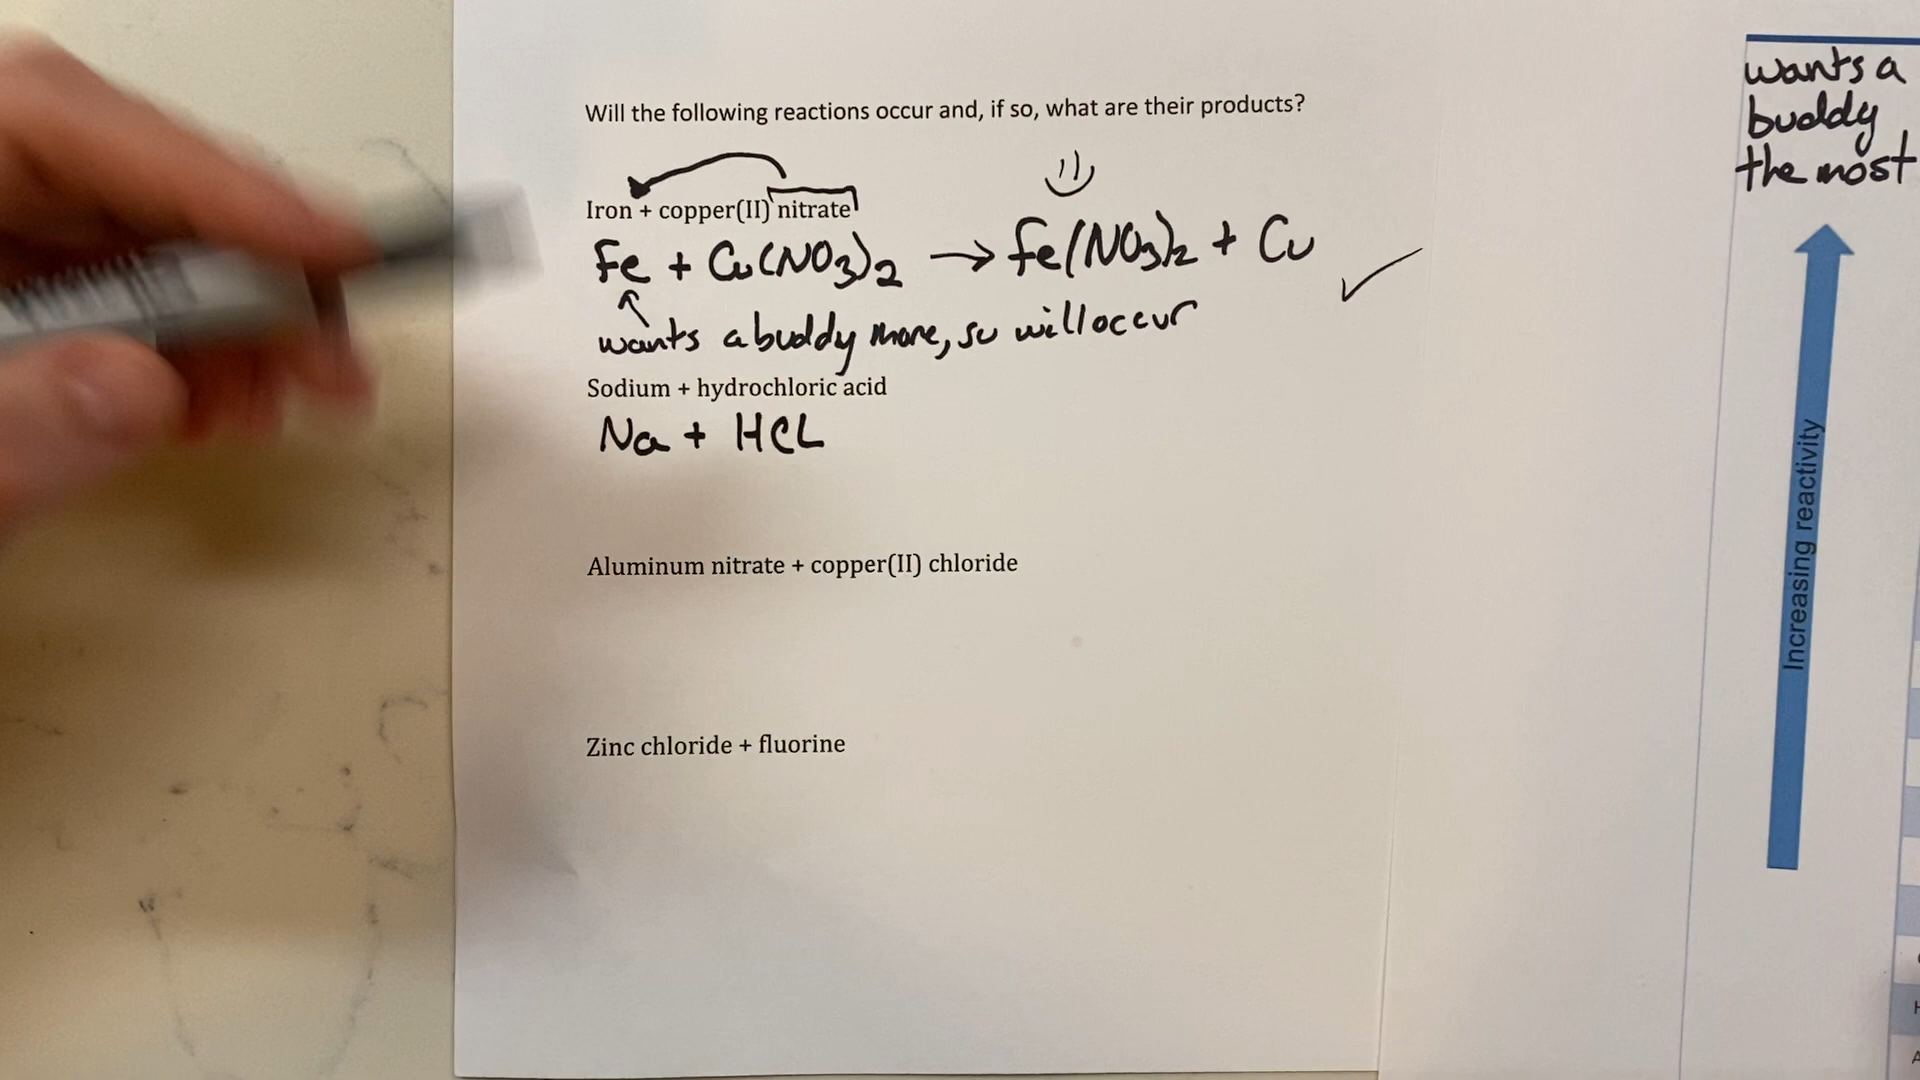 Will the following reactions occur and, if so, what are their products?
Iron + copper(II) nitrate
Fe + Cu(NO3)2 → Fe(NO3)2 + Cu ✓
wants a buddy more, so will occur
Sodium + hydrochloric acid
Na + HCL
Aluminum nitrate + copper(II) chloride
Zinc chloride + fluorine
wants a
buddy
the most
Increasing reactivity